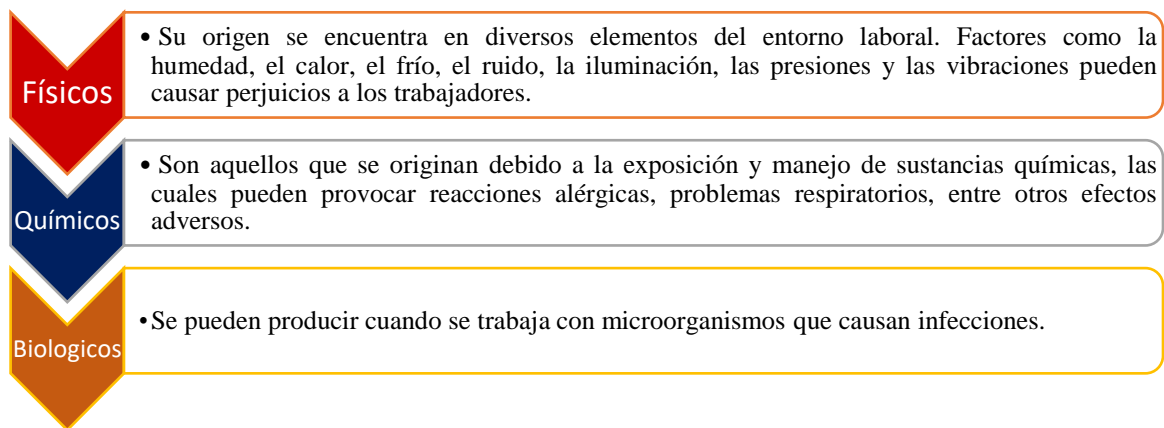 Físicos
• Su origen se encuentra en diversos elementos del entorno laboral. Factores como la
humedad, el calor, el frío, el ruido, la iluminación, las presiones y las vibraciones pueden
causar perjuicios a los trabajadores.
Químicos
• Son aquellos que se originan debido a la exposición y manejo de sustancias químicas, las
cuales pueden provocar reacciones alérgicas, problemas respiratorios, entre otros efectos
adversos.
Biologicos
• Se pueden producir cuando se trabaja con microorganismos que causan infecciones.